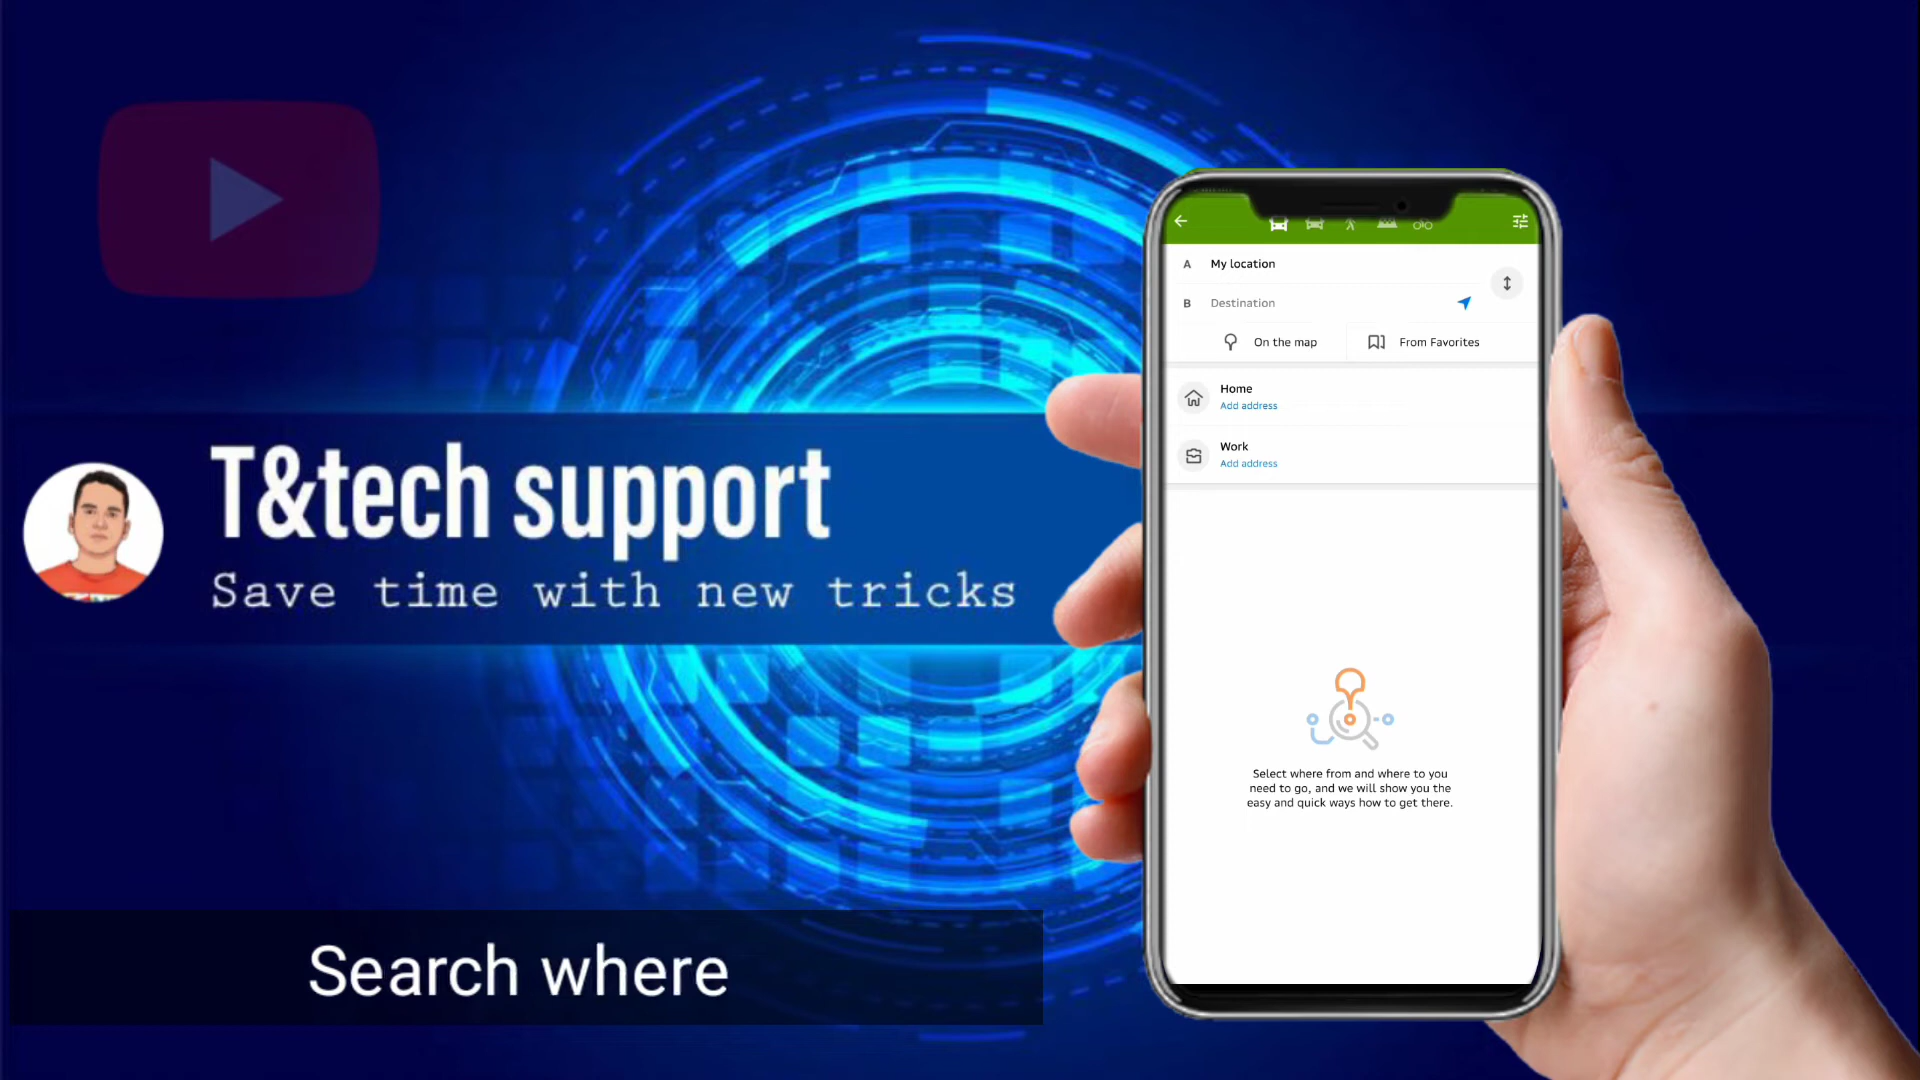 T&tech support
Save time with new tricks
Search where
A My location
B Destination
On the map From Favorites
Home
Add address
Work
Add address
Select where from and where to you
need to go, and we will show you the
easy and quick ways how to get there.